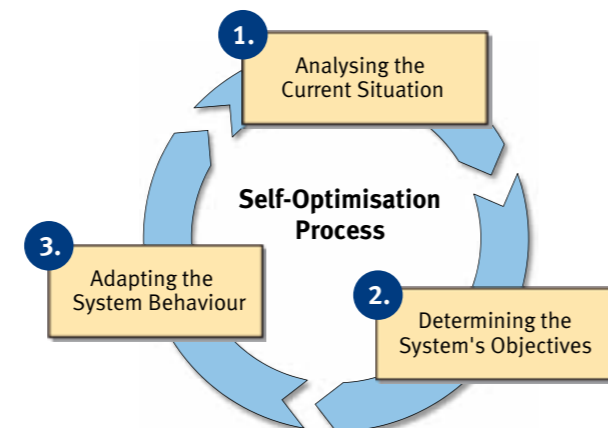 1.
Analysing the
Current Situation
Self-Optimisation
Process
3.
Adapting the
System Behaviour
2.
Determining the
System's Objectives